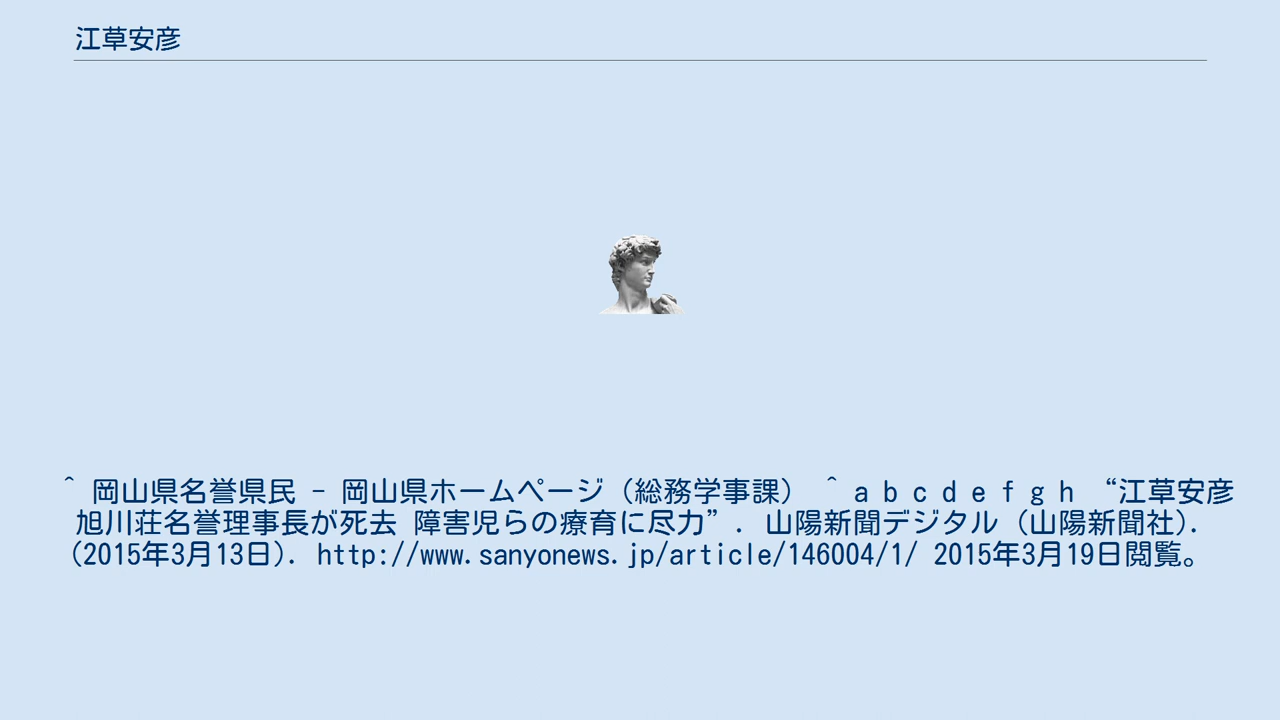 江草安彦
^ 岡山県名誉県民 - 岡山県ホームページ（総務学事課） ^ a b c d e f g h “江草安彦
旭川荘名誉理事長が死去 障害児らの療育に尽力”. 山陽新聞デジタル (山陽新聞社).
(2015年3月13日). http://www.sanyonews.jp/article/146004/1/ 2015年3月19日閲覧。